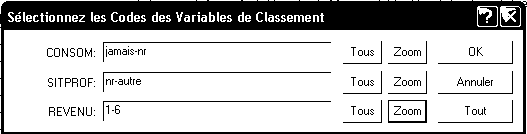 Sélectionnez les Codes des Variables de Classement
CONSOM: jamais-nr Tous Zoom OK
SITPROF: nr-autre Tous Zoom Annuler
REVENU: 1-6 Tous Zoom Tout